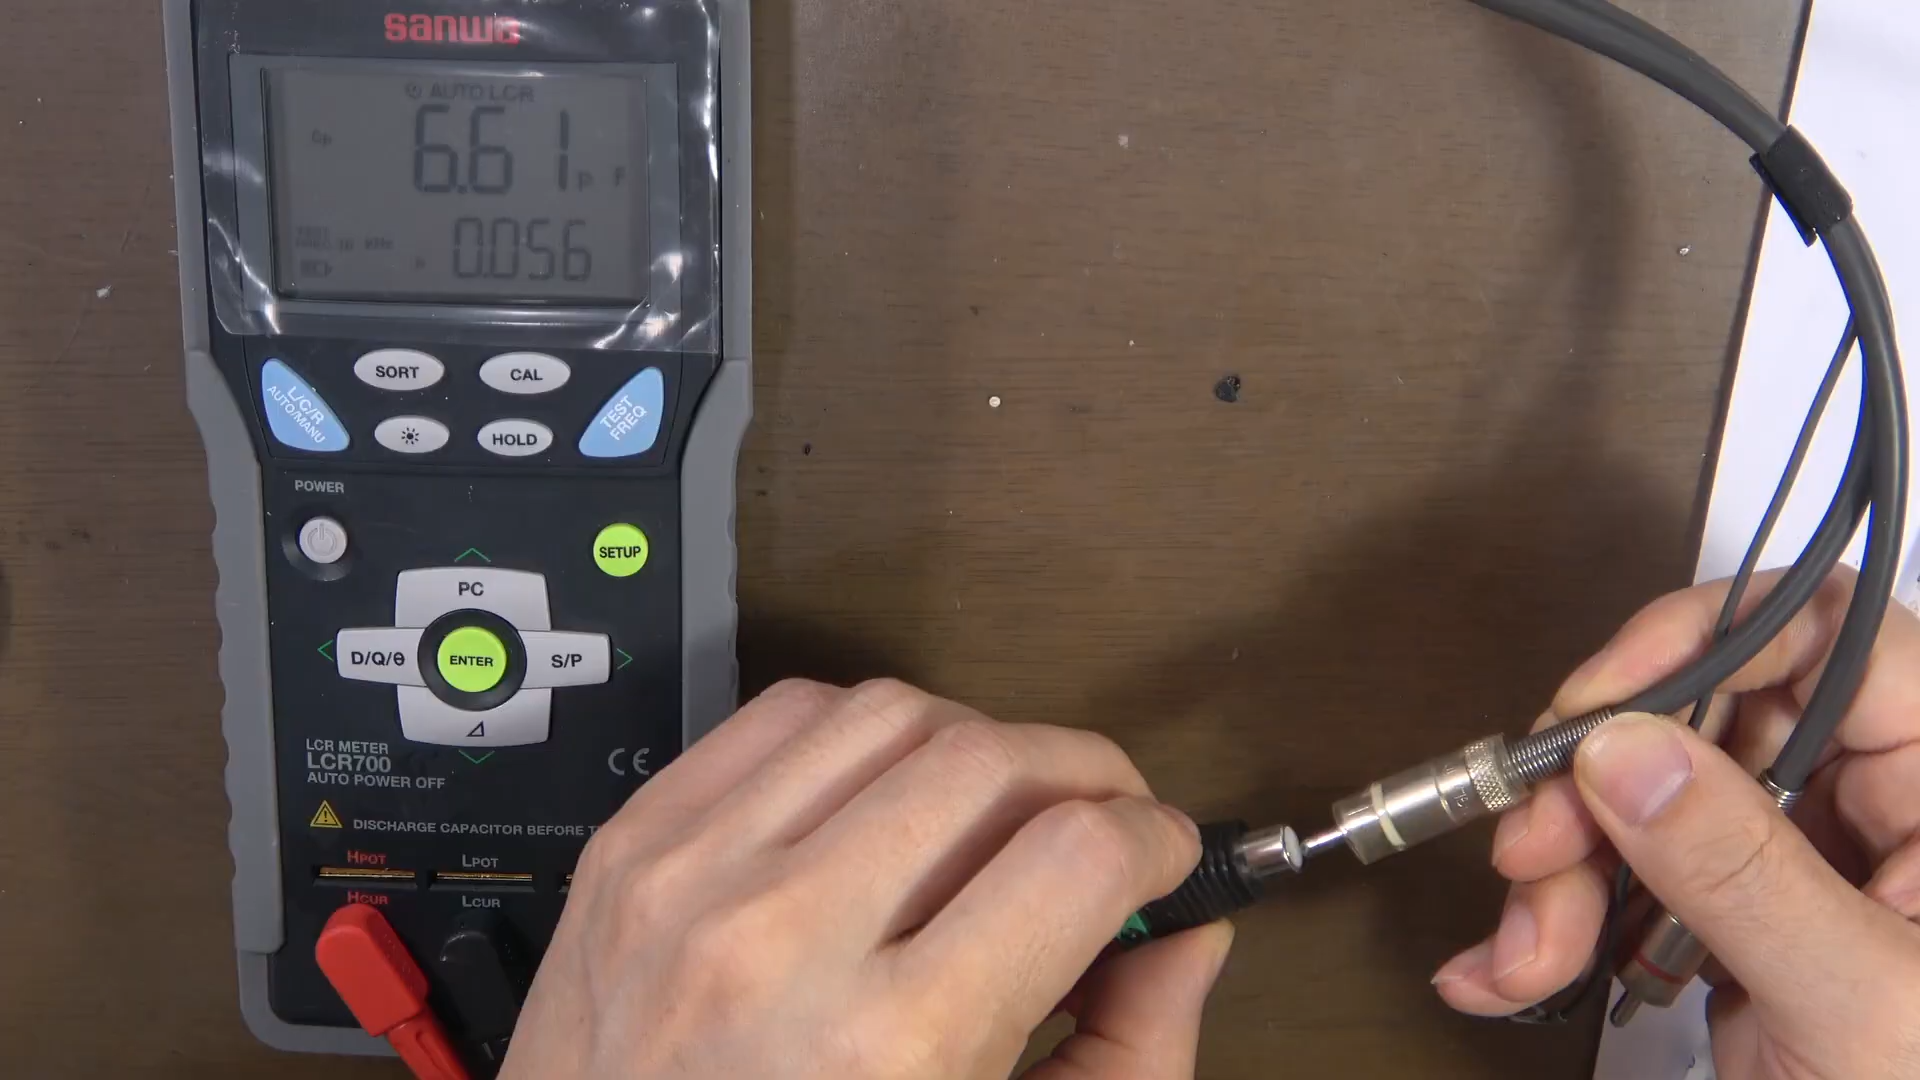 sanwa
AUTO LCR
Cp 6.61 p F
0.056
SORT
CAL
L/C/R
AUTO/MANU
TEST
FREQ
HOLD
POWER
SETUP
PC
D/Q/θ
ENTER
S/P
LCR METER
LCR700
AUTO POWER OFF
CE
DISCHARGE CAPACITOR BEFORE
HPOT
LPOT
HCUR
LCUR